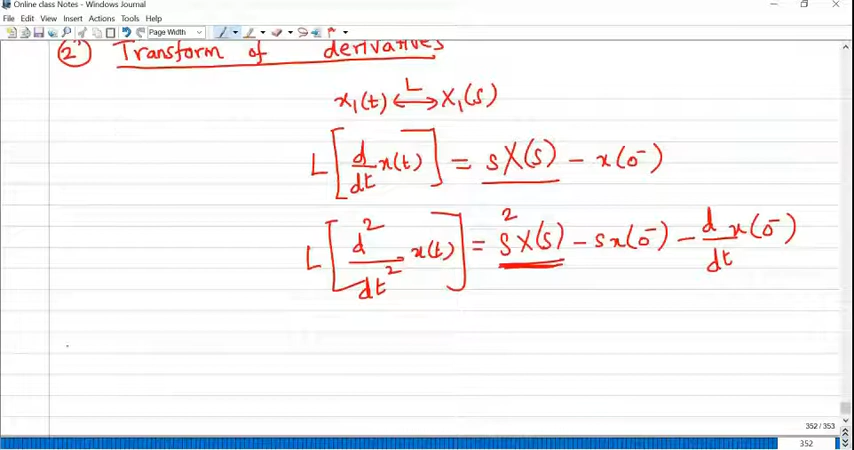 Online class Notes - Windows Journal
File Edit View Insert Actions Tools Help
Page Width
2 Transform of derivatives
x₁(t) ⟷ X₁(s)
L
L[d/dt x(t)] = sX(s) - x(0⁻)
L[d²/dt² x(t)] = s²X(s) - sx(0⁻) - d/dt x(0⁻)
352 / 353
352